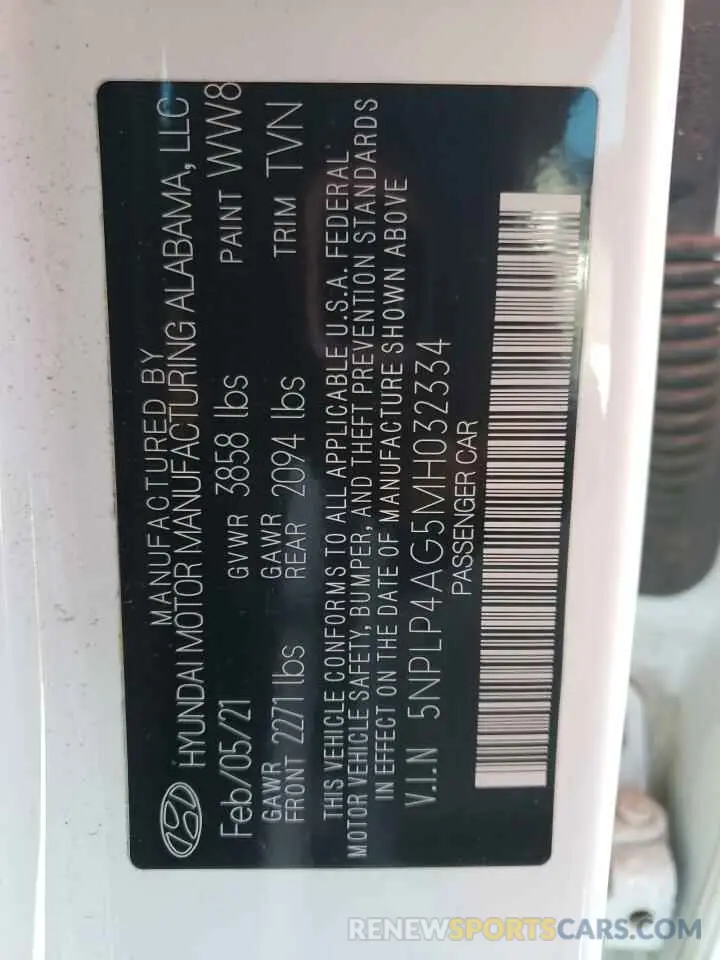 MANUFACTURED BY
HYUNDAI MOTOR MANUFACTURING ALABAMA, LLC
Feb/05/21 GVWR 3858 lbs PAINT WW8
GAWR FRONT 2271 lbs GAWR REAR 2094 lbs TRIM TVN
THIS VEHICLE CONFORMS TO ALL APPLICABLE U.S.A. FEDERAL
MOTOR VEHICLE SAFETY, BUMPER, AND THEFT PREVENTION STANDARDS
IN EFFECT ON THE DATE OF MANUFACTURE SHOWN ABOVE
V.I.N 5NPLP4AG5MH032334
PASSENGER CAR
RENEWSPORTSCARS.COM